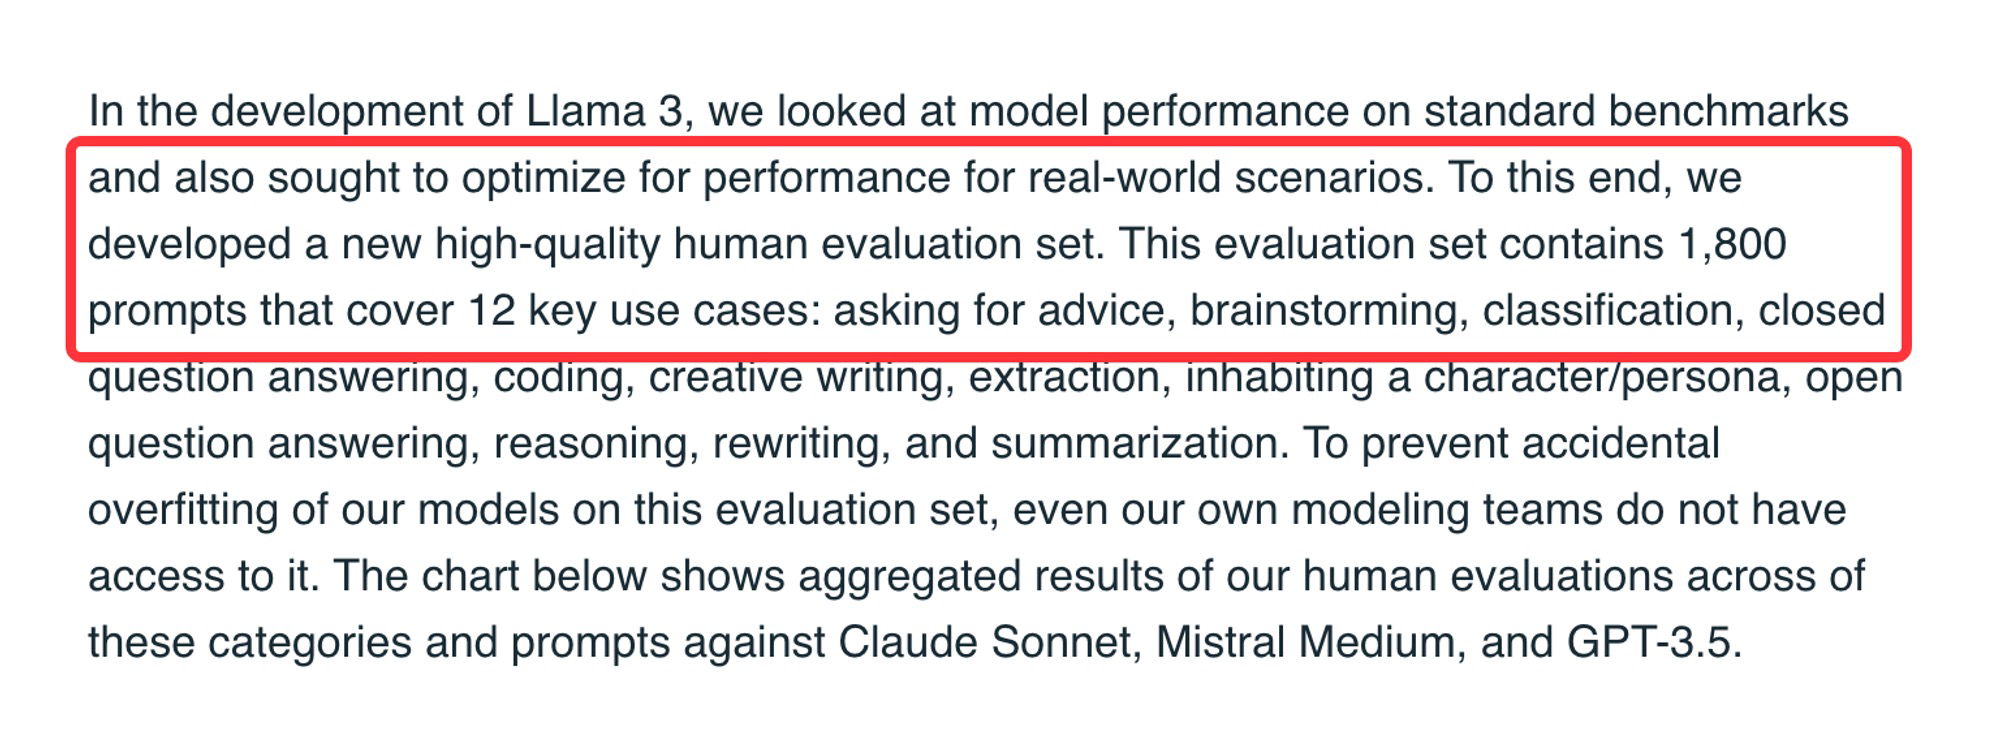 In the development of Llama 3, we looked at model performance on standard benchmarks
and also sought to optimize for performance for real-world scenarios. To this end, we
developed a new high-quality human evaluation set. This evaluation set contains 1,800
prompts that cover 12 key use cases: asking for advice, brainstorming, classification, closed
question answering, coding, creative writing, extraction, inhabiting a character/persona, open
question answering, reasoning, rewriting, and summarization. To prevent accidental
overfitting of our models on this evaluation set, even our own modeling teams do not have
access to it. The chart below shows aggregated results of our human evaluations across of
these categories and prompts against Claude Sonnet, Mistral Medium, and GPT-3.5.